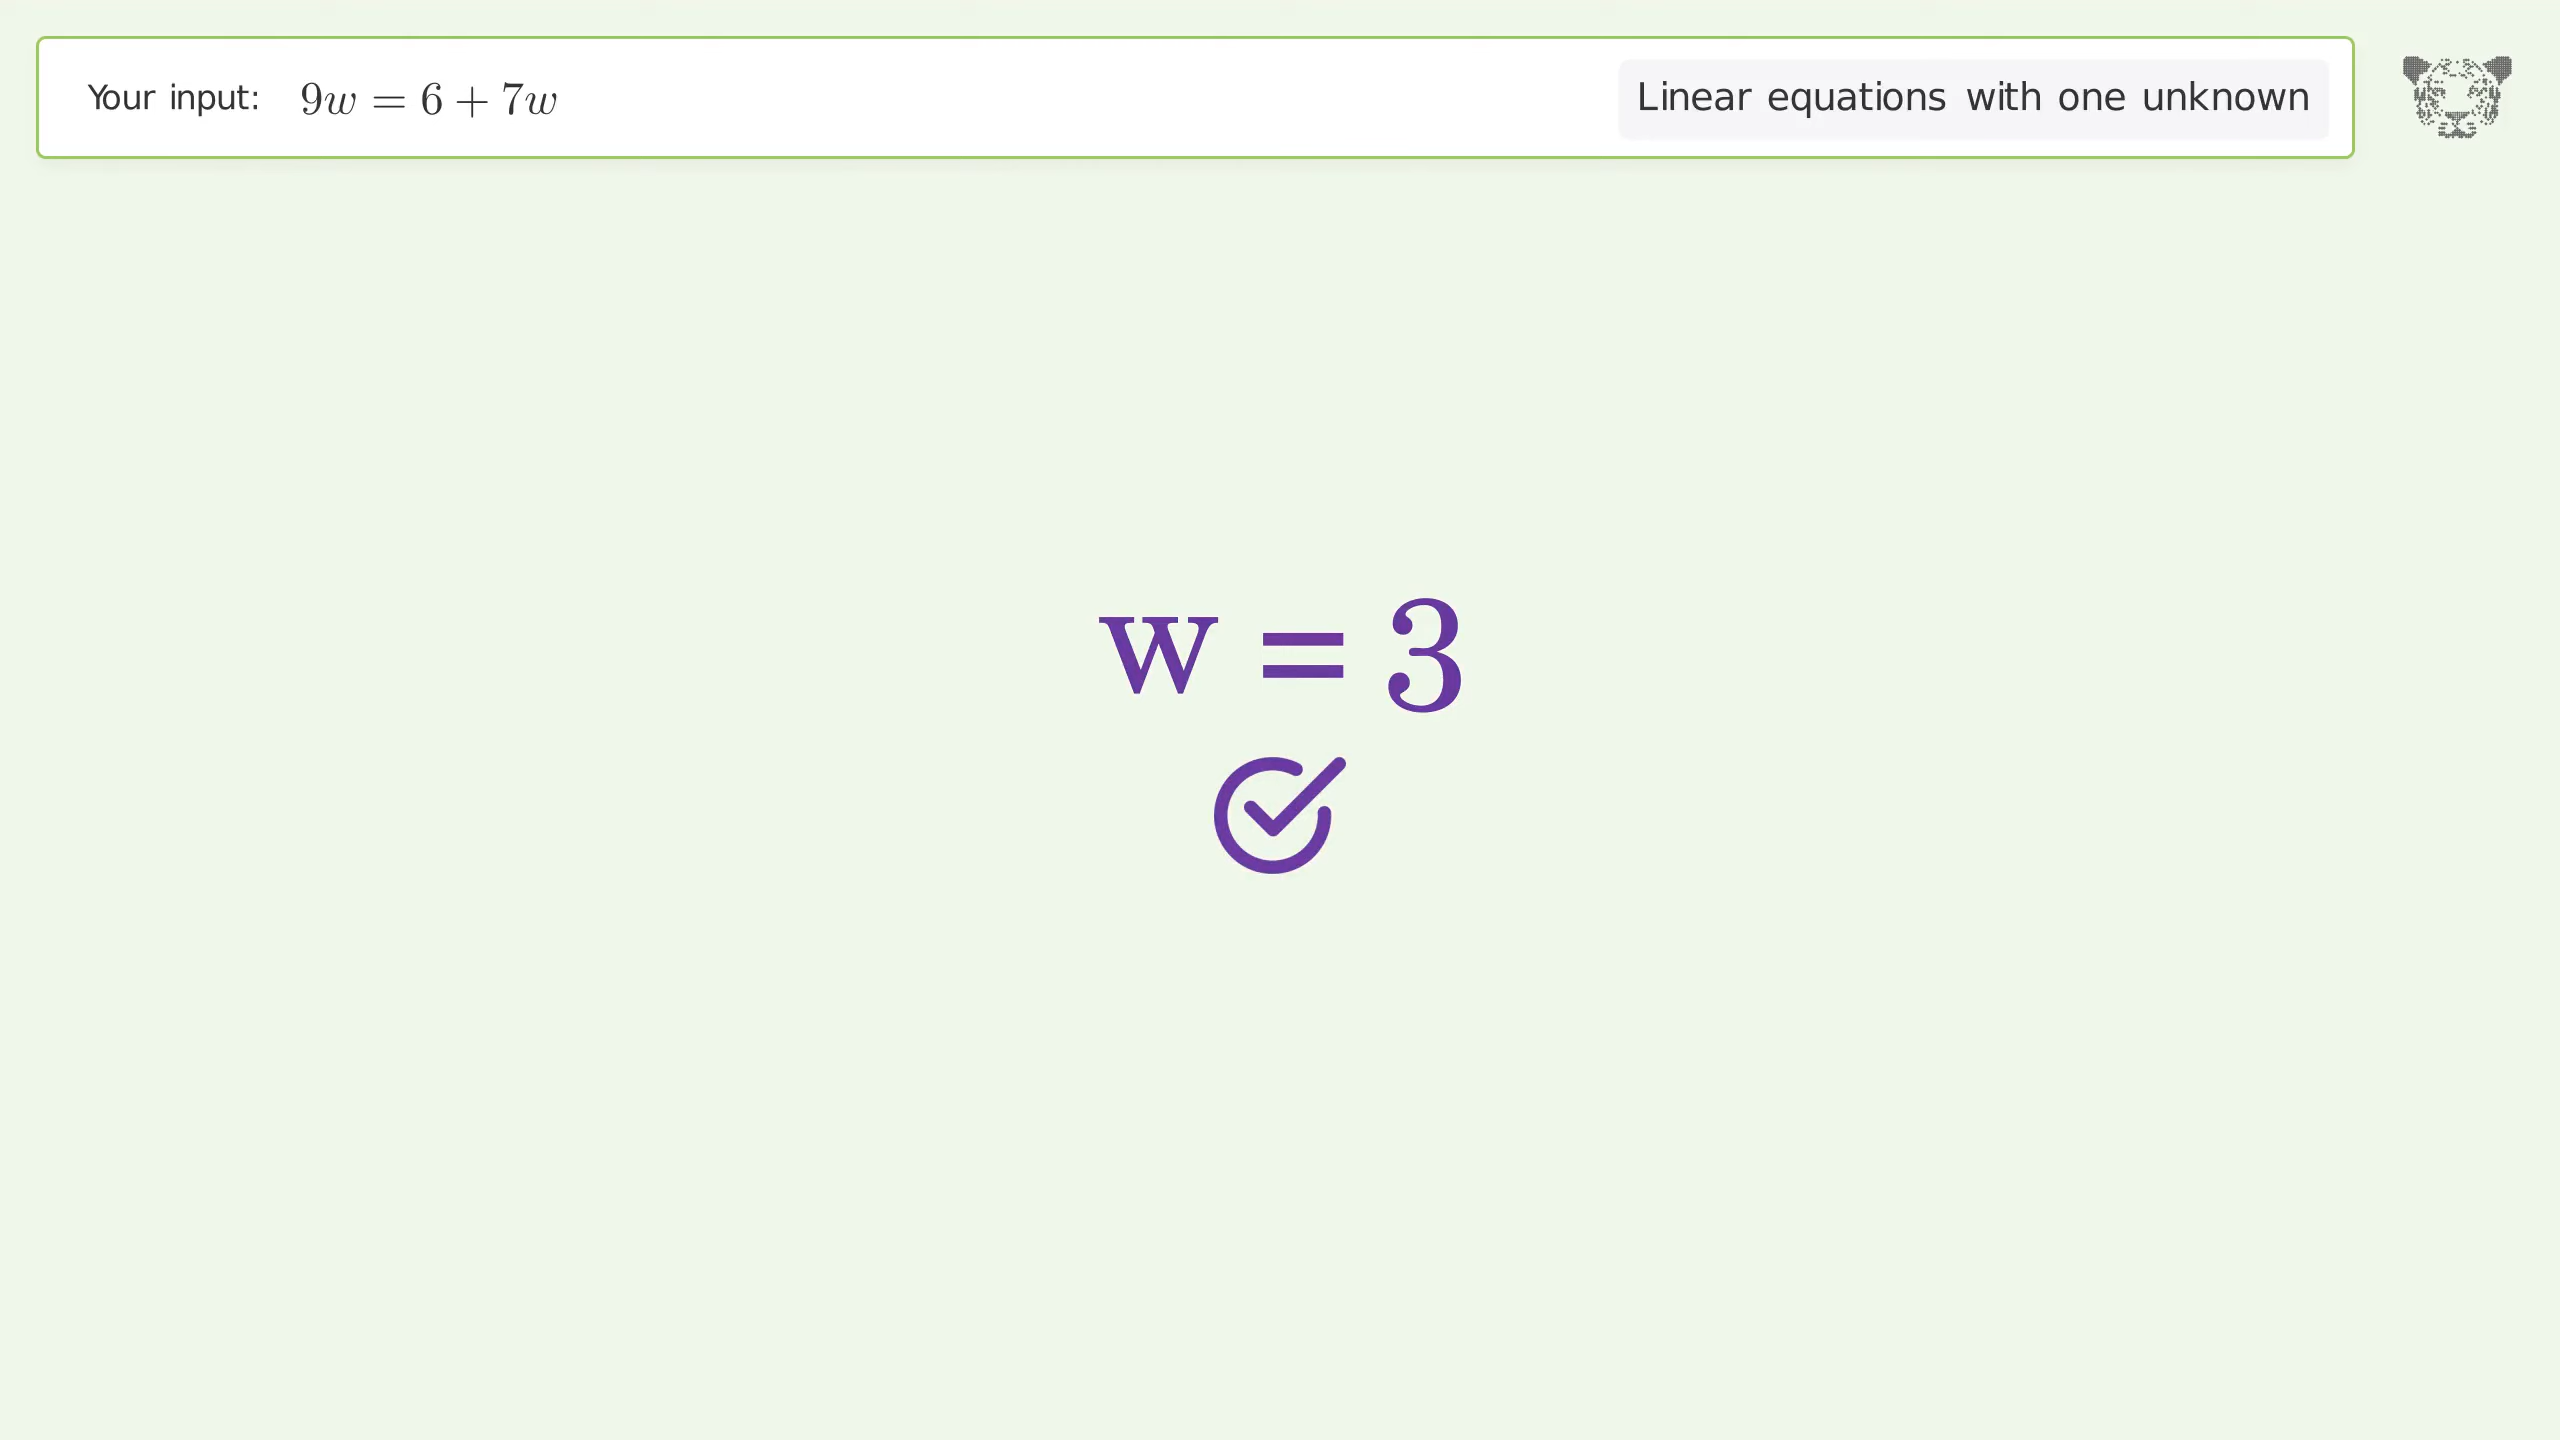 Your input: 9w = 6 + 7w
Linear equations with one unknown
w = 3